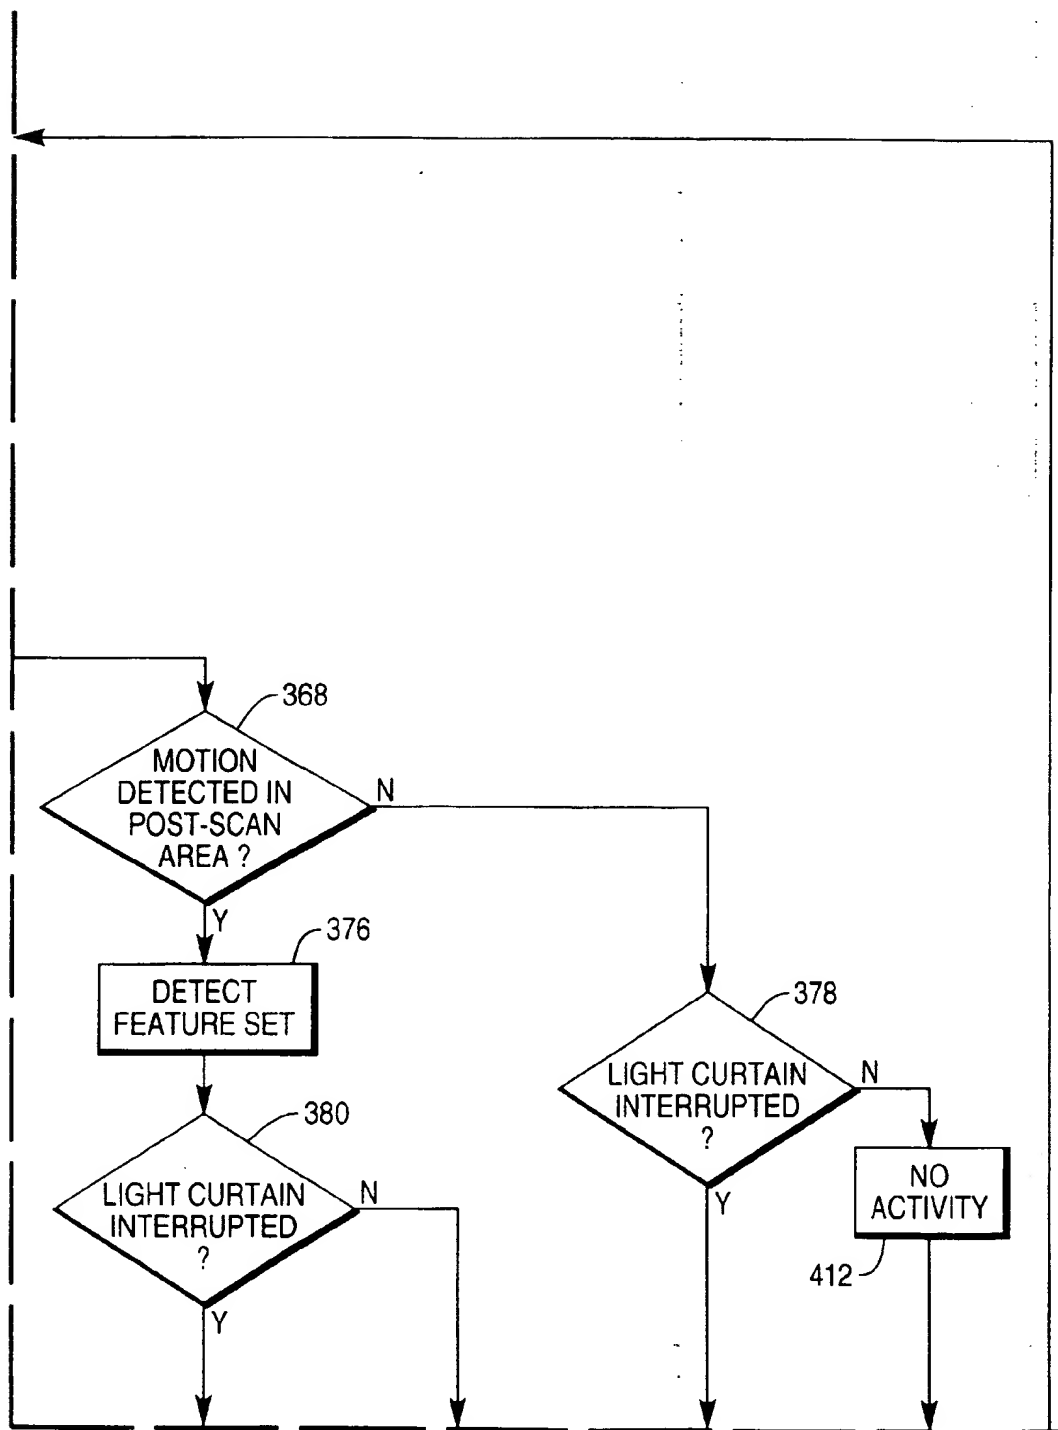 368
MOTION
DETECTED IN
POST-SCAN
AREA ?
N
Y
376
DETECT
FEATURE SET
378
LIGHT CURTAIN
INTERRUPTED
?
N
Y
380
LIGHT CURTAIN
INTERRUPTED
?
N
Y
NO
ACTIVITY
412